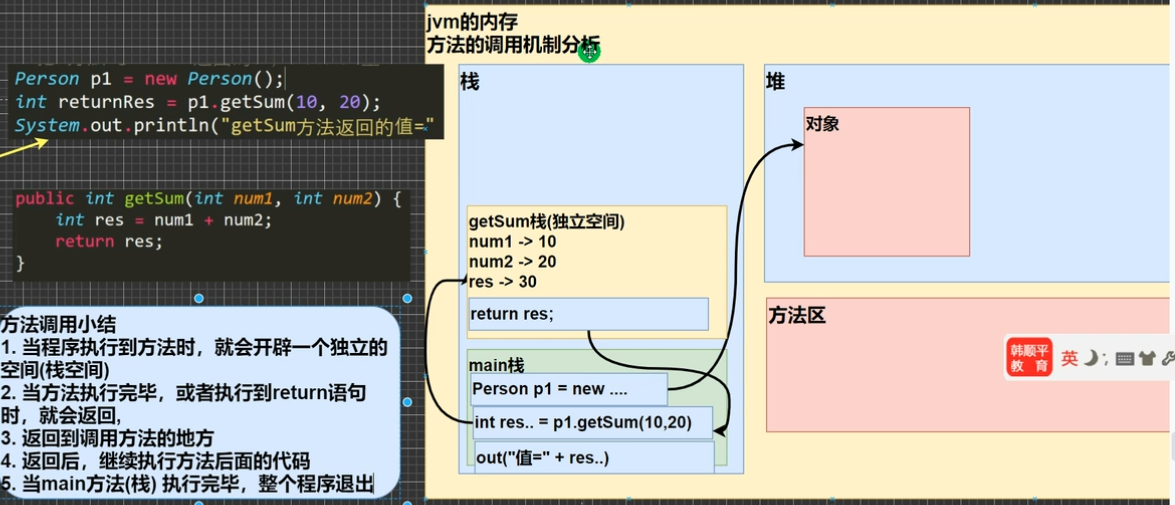 jvm的内存
方法的调用机制分析
Person p1 = new Person();
int returnRes = p1.getSum(10, 20);
System.out.println("getSum方法返回的值="
public int getSum(int num1, int num2) {
int res = num1 + num2;
return res;
}
方法调用小结
1. 当程序执行到方法时，就会开辟一个独立的
空间(栈空间)
2. 当方法执行完毕，或者执行到return语句
时，就会返回,
3. 返回到调用方法的地方
4. 返回后，继续执行方法后面的代码
5. 当main方法(栈) 执行完毕，整个程序退出
栈
getSum栈(独立空间)
num1 -> 10
num2 -> 20
res -> 30
return res;
main栈
Person p1 = new ....
int res.. = p1.getSum(10,20)
out("值=" + res..)
堆
对象
方法区
韩顺平
教 育
英